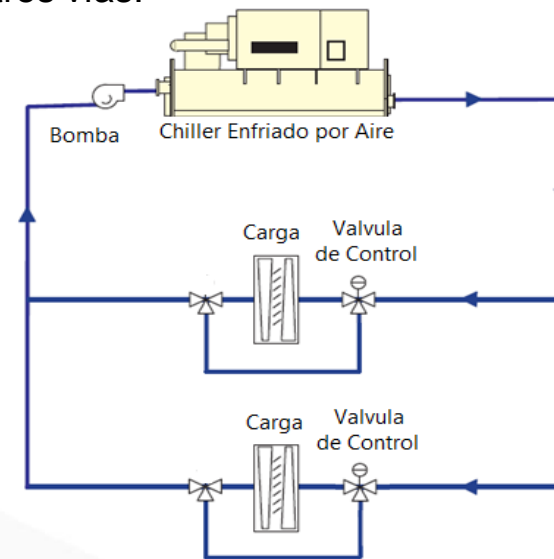 Bomba
Chiller Enfriado por Aire
Carga
Valvula
de Control
Carga
Valvula
de Control